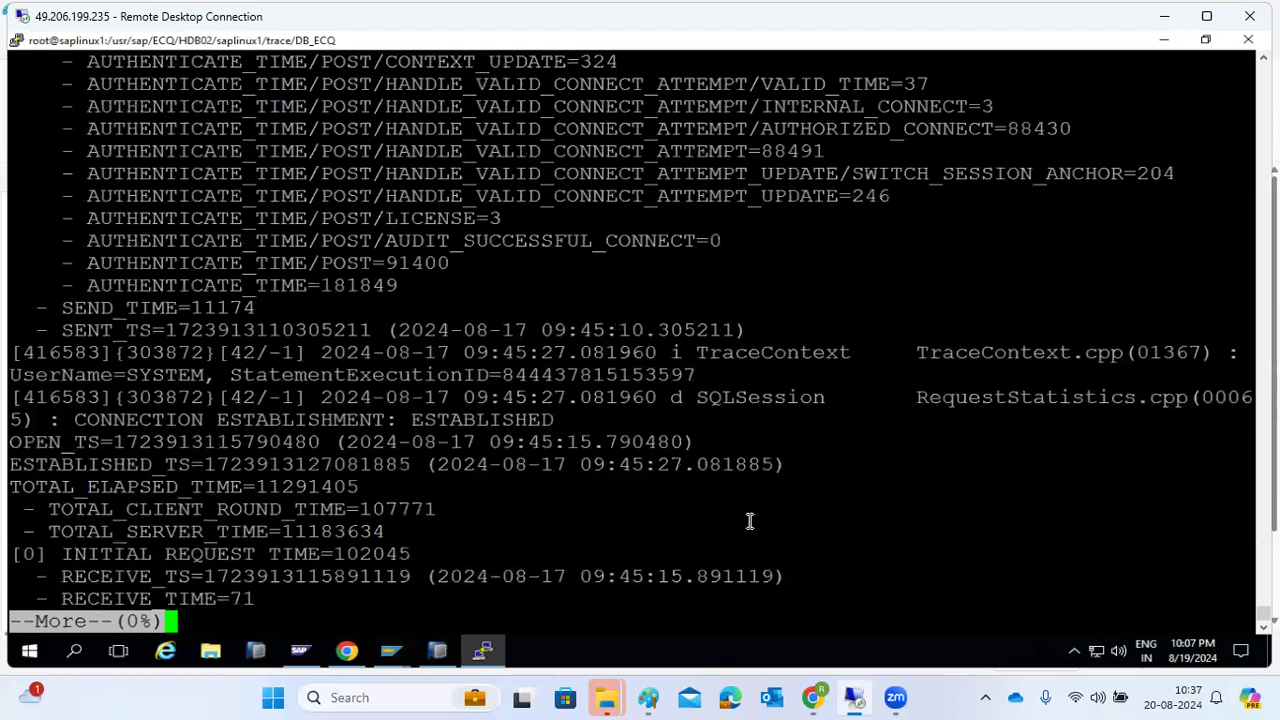 49.206.199.235 - Remote Desktop Connection
root@saplinux1:/usr/sap/ECQ/HDB02/saplinux1/trace/DB_ECQ
- AUTHENTICATE_TIME/POST/CONTEXT_UPDATE=324
- AUTHENTICATE_TIME/POST/HANDLE_VALID_CONNECT_ATTEMPT/VALID_TIME=37
- AUTHENTICATE_TIME/POST/HANDLE_VALID_CONNECT_ATTEMPT/INTERNAL_CONNECT=3
- AUTHENTICATE_TIME/POST/HANDLE_VALID_CONNECT_ATTEMPT/AUTHORIZED_CONNECT=88430
- AUTHENTICATE_TIME/POST/HANDLE_VALID_CONNECT_ATTEMPT=88491
- AUTHENTICATE_TIME/POST/HANDLE_VALID_CONNECT_ATTEMPT_UPDATE/SWITCH_SESSION_ANCHOR=204
- AUTHENTICATE_TIME/POST/HANDLE_VALID_CONNECT_ATTEMPT_UPDATE=246
- AUTHENTICATE_TIME/POST/LICENSE=3
- AUTHENTICATE_TIME/POST/AUDIT_SUCCESSFUL_CONNECT=0
- AUTHENTICATE_TIME/POST=91400
- AUTHENTICATE_TIME=181849
- SEND_TIME=11174
- SENT_TS=1723913110305211 (2024-08-17 09:45:10.305211)
[416583]{303872}[42/-1] 2024-08-17 09:45:27.081960 i TraceContext TraceContext.cpp(01367) :
UserName=SYSTEM, StatementExecutionID=844437815153597
[416583]{303872}[42/-1] 2024-08-17 09:45:27.081960 d SQLSession RequestStatistics.cpp(0006
5) : CONNECTION ESTABLISHMENT: ESTABLISHED
OPEN_TS=1723913115790480 (2024-08-17 09:45:15.790480)
ESTABLISHED_TS=1723913127081885 (2024-08-17 09:45:27.081885)
TOTAL_ELAPSED_TIME=11291405
- TOTAL_CLIENT_ROUND_TIME=107771
- TOTAL_SERVER_TIME=11183634
[0] INITIAL REQUEST TIME=102045
- RECEIVE_TS=1723913115891119 (2024-08-17 09:45:15.891119)
- RECEIVE_TIME=71
--More--(0%)
SAP
ENG
IN
10:07 PM
8/19/2024
1
Search
R
zm
10:37
20-08-2024
PRE